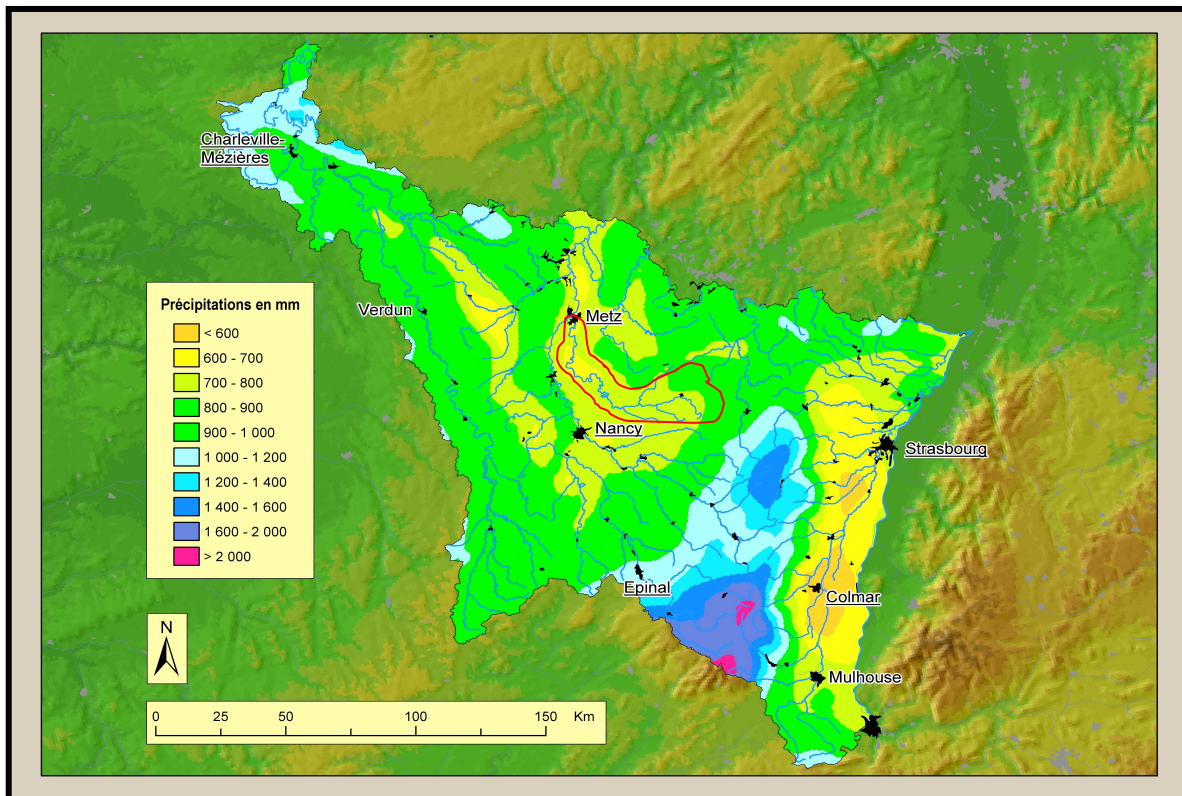 Charleville-
Mézières
Verdun
Metz
Nancy
Strasbourg
Epinal
Colmar
Mulhouse
Précipitations en mm
< 600
600 - 700
700 - 800
800 - 900
900 - 1 000
1 000 - 1 200
1 200 - 1 400
1 400 - 1 600
1 600 - 2 000
> 2 000
N
0 25 50 100 150 Km